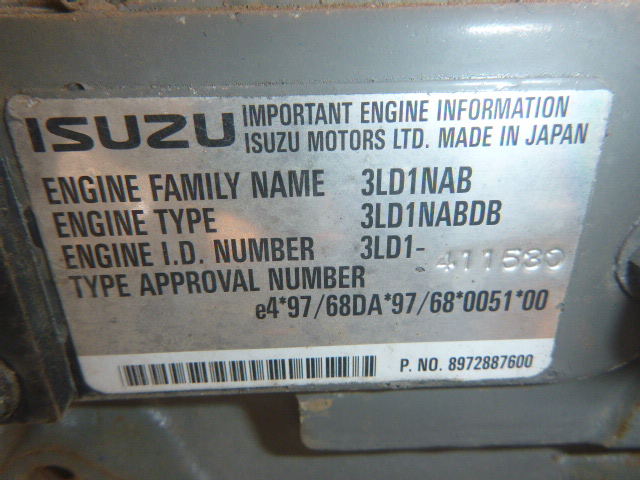 ISUZU IMPORTANT ENGINE INFORMATION
ISUZU MOTORS LTD. MADE IN JAPAN
ENGINE FAMILY NAME 3LD1NAB
ENGINE TYPE 3LD1NABDB
ENGINE I.D. NUMBER 3LD1- 411580
TYPE APPROVAL NUMBER
e4*97/68DA*97/68*0051*00
P. NO. 8972887600